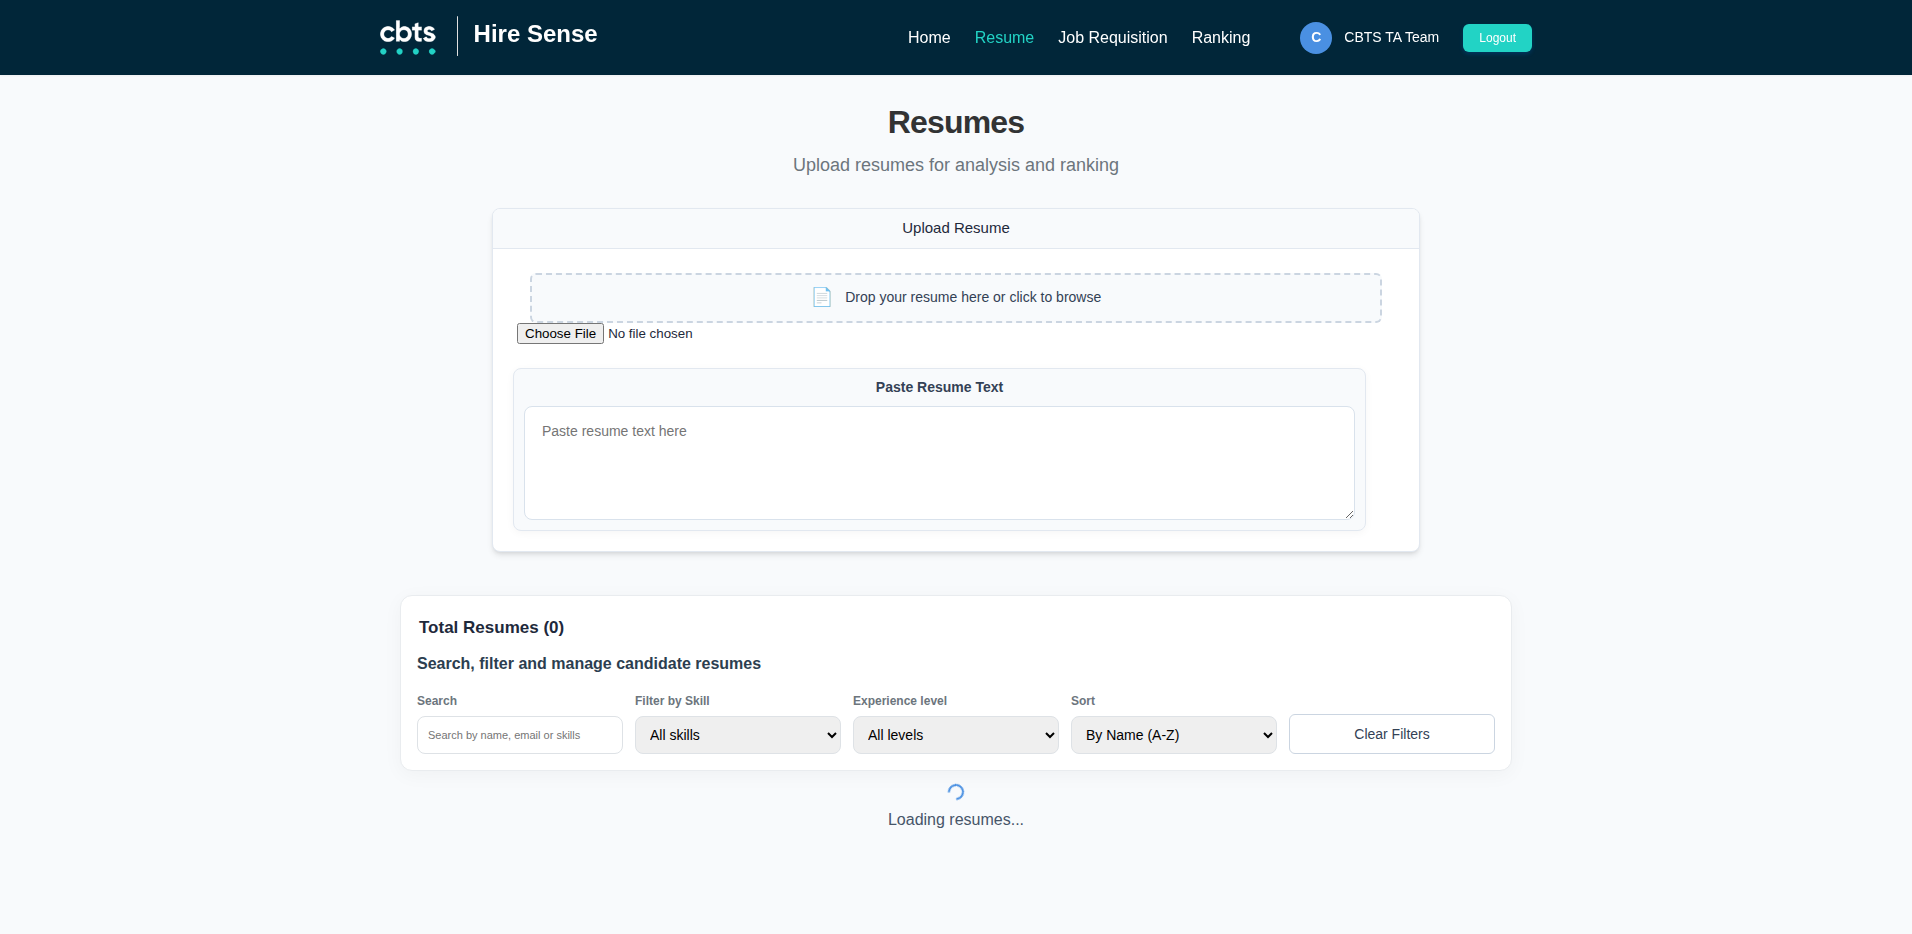 cbts
Hire Sense
Home
Resume
Job Requisition
Ranking
C
CBTS TA Team
Logout
Resumes
Upload resumes for analysis and ranking
Upload Resume
Drop your resume here or click to browse
Choose File No file chosen
Paste Resume Text
Paste resume text here
Total Resumes (0)
Search, filter and manage candidate resumes
Search
Filter by Skill
Experience level
Sort
Search by name, email or skills
All skills
All levels
By Name (A-Z)
Clear Filters
Loading resumes...